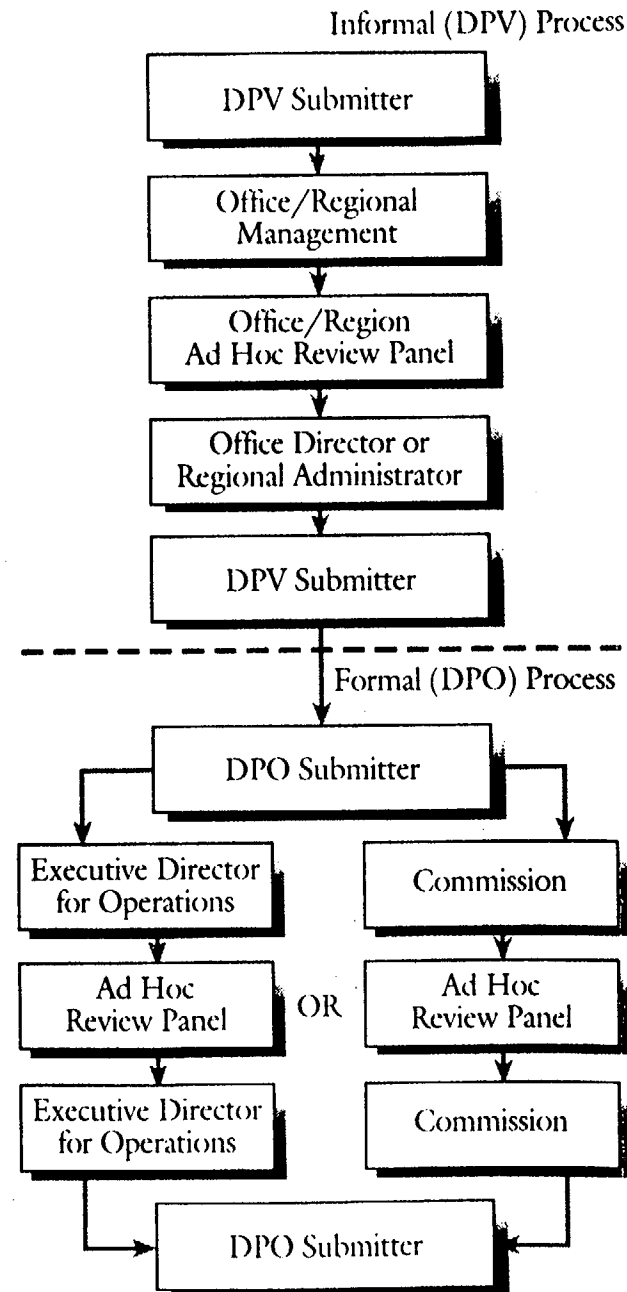 Informal (DPV) Process
DPV Submitter
Office/Regional
Management
Office/Region
Ad Hoc Review Panel
Office Director or
Regional Administrator
DPV Submitter
Formal (DPO) Process
DPO Submitter
Executive Director
for Operations
Ad Hoc
Review Panel
Executive Director
for Operations
OR
Commission
Ad Hoc
Review Panel
Commission
DPO Submitter